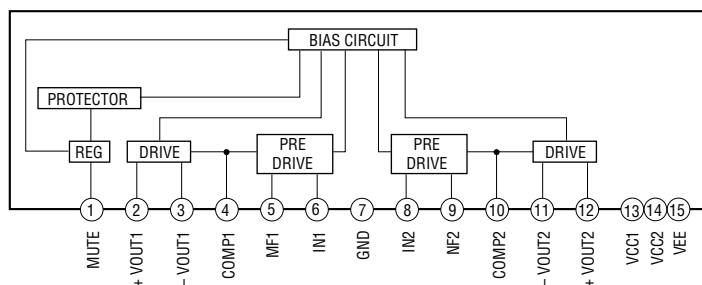 BIAS CIRCUIT
PROTECTOR
REG
DRIVE
PRE
DRIVE
PRE
DRIVE
DRIVE
1
2
3
4
5
6
7
8
9
10
11
12
13
14
15
MUTE
+ VOUT1
− VOUT1
COMP1
MF1
IN1
GND
IN2
NF2
COMP2
− VOUT2
+ VOUT2
VCC1
VCC2
VEE